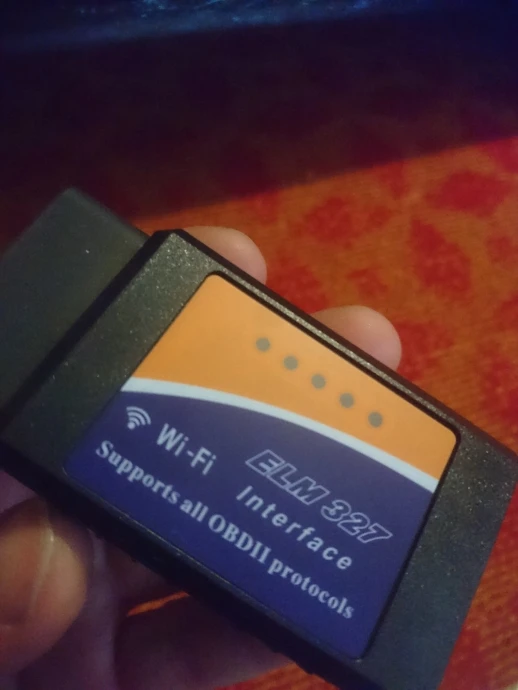 Wi-Fi
ELM 327
Interface
Supports all OBDII protocols